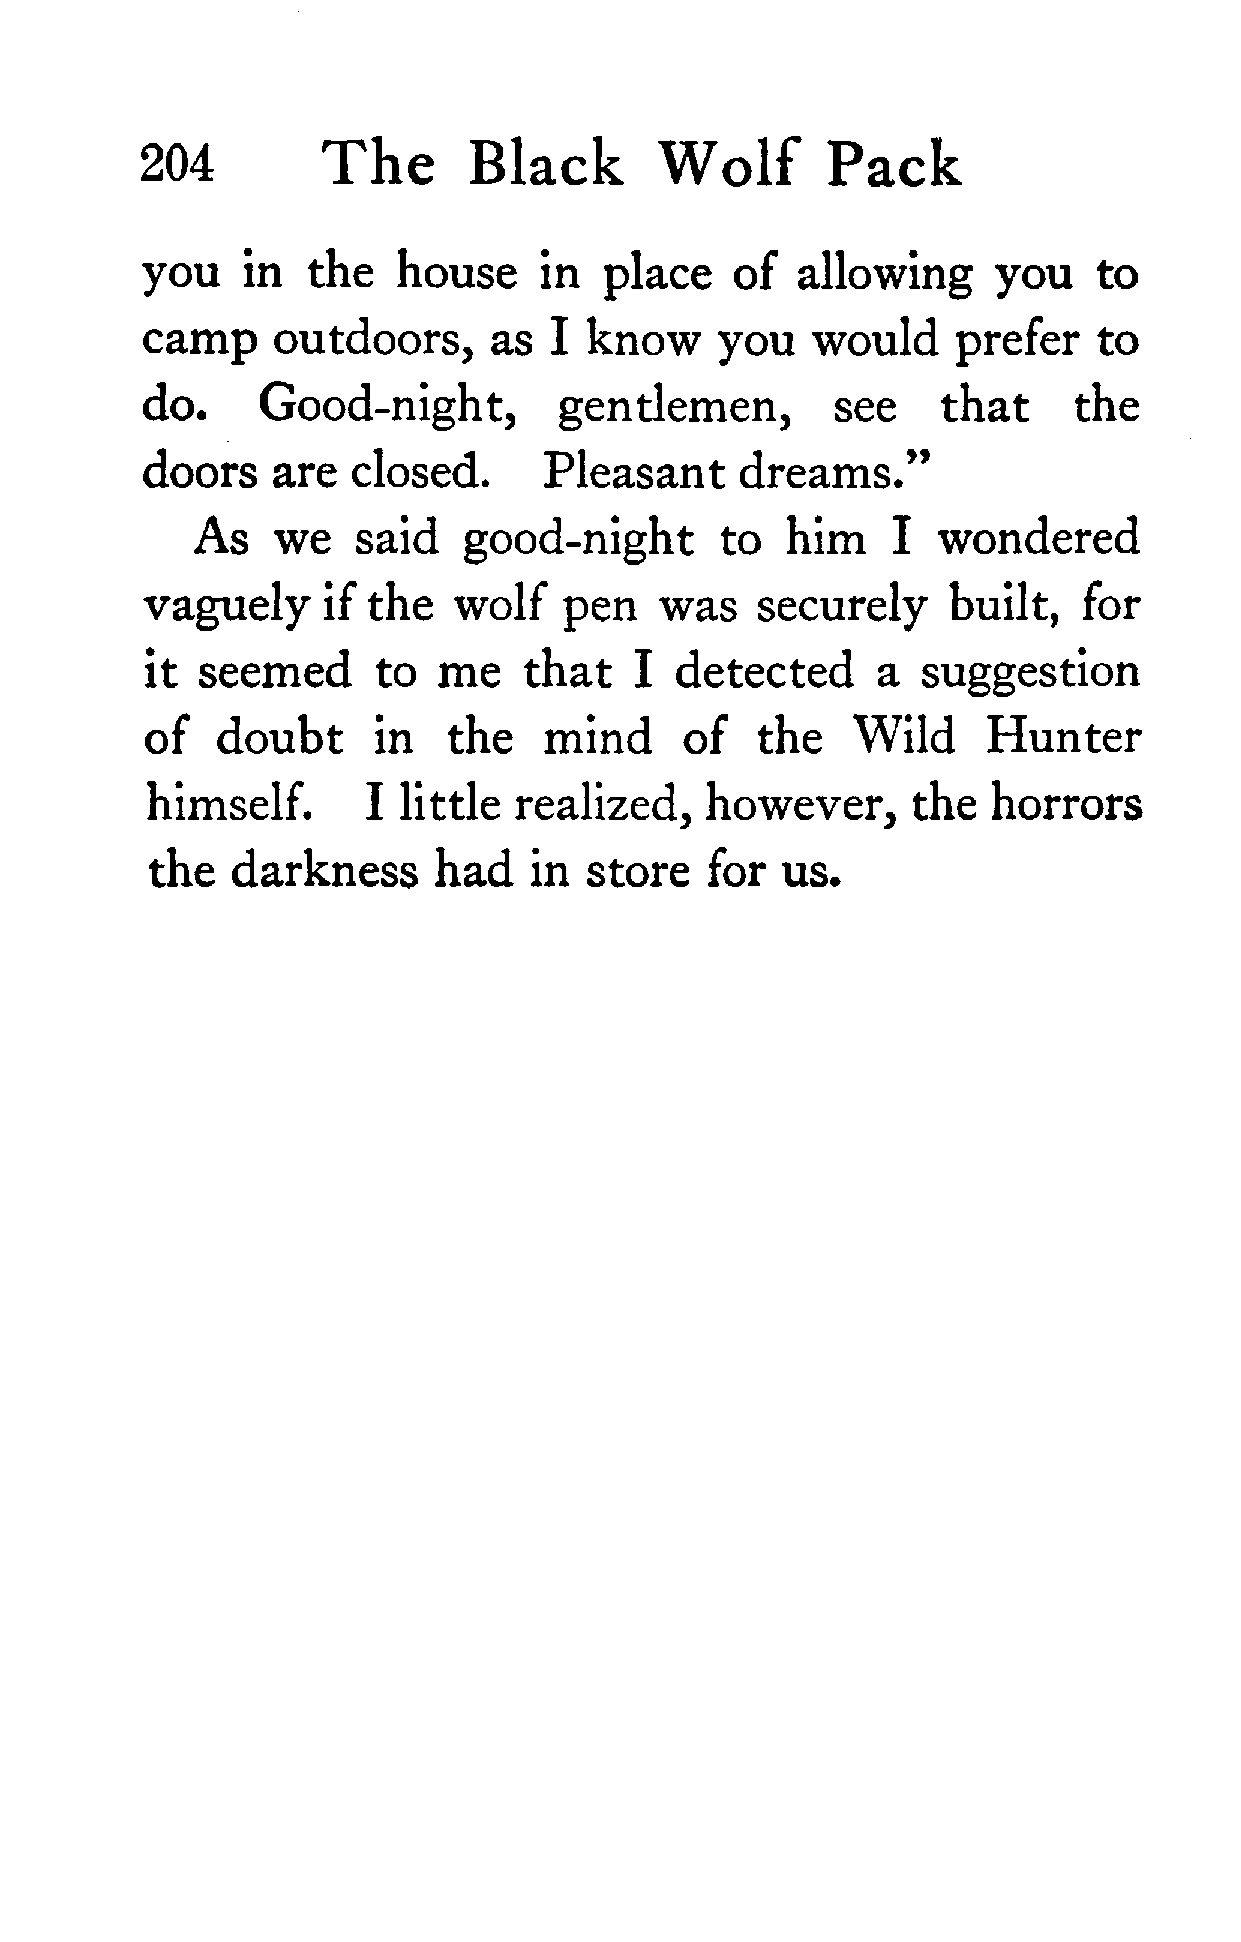 204 The Black Wolf Pack
you in the house in place of allowing you to
camp outdoors, as I know you would prefer to
do. Good-night, gentlemen, see that the
doors are closed. Pleasant dreams.”
As we said good-night to him I wondered
vaguely if the wolf pen was securely built, for
it seemed to me that I detected a suggestion
of doubt in the mind of the Wild Hunter
himself. I little realized, however, the horrors
the darkness had in store for us.